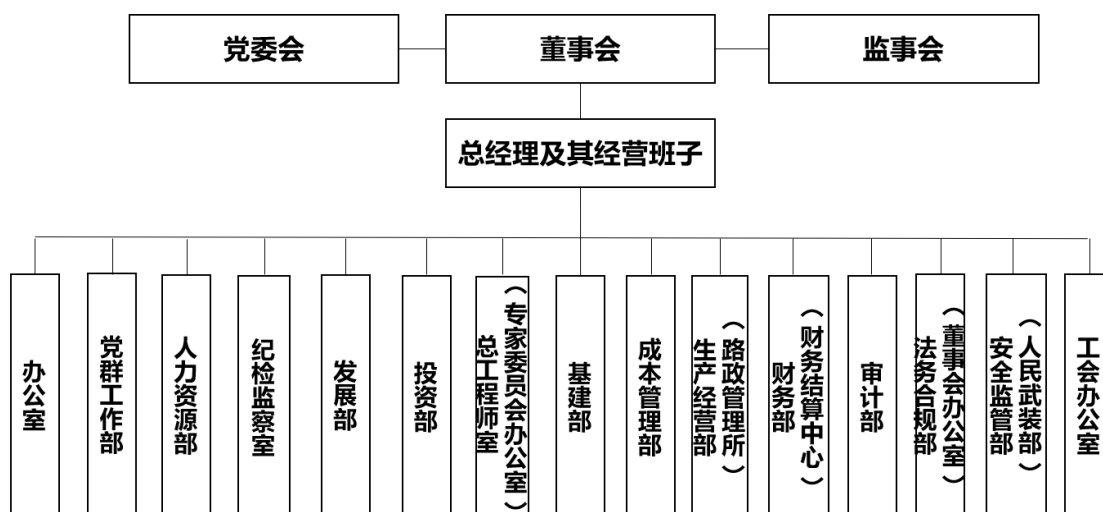 党委会
董事会
监事会
总经理及其经营班子
办公室
党群工作部
人力资源部
纪检监察室
发展部
投资部
总工程师室
（专家委员会办公室）
基建部
成本管理部
生产经营部
（路政管理所）
财务部
（财务结算中心）
审计部
法务合规部
（董事会办公室）
安全监管部
（人民武装部）
工会办公室